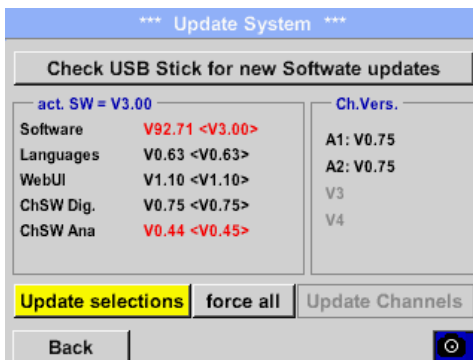 *** Update System ***
Check USB Stick for new Softwate updates
act. SW = V3.00
Software V92.71 <V3.00>
Languages V0.63 <V0.63>
WebUI V1.10 <V1.10>
ChSW Dig. V0.75 <V0.75>
ChSW Ana V0.44 <V0.45>
Ch.Vers.
A1: V0.75
A2: V0.75
V3
V4
Update selections force all Update Channels
Back